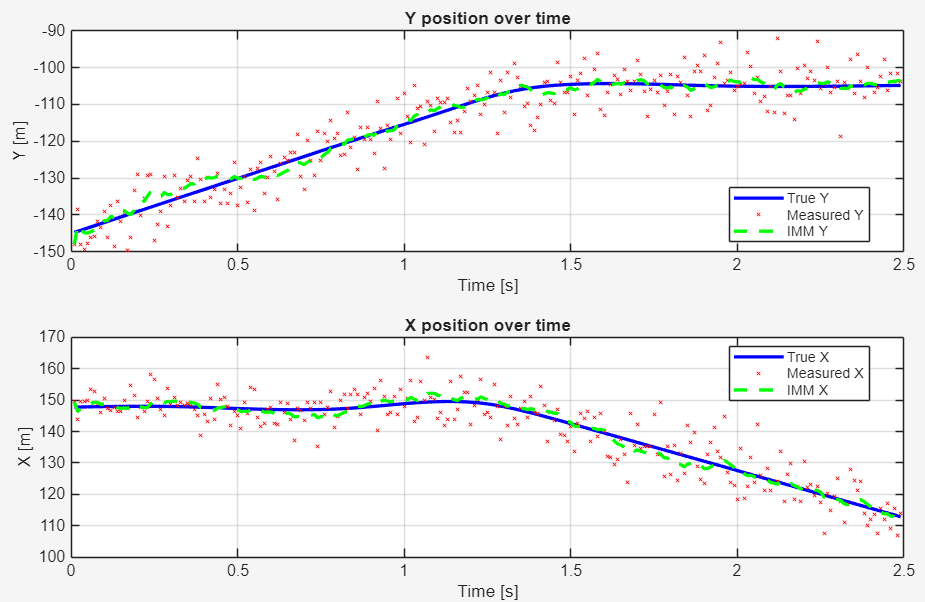 Y position over time
-90
-100
-110
-120
-130
-140
-150
Y [m]
True Y
Measured Y
IMM Y
0 0.5 1 1.5 2 2.5
Time [s]
X position over time
170
160
150
140
130
120
110
100
X [m]
True X
Measured X
IMM X
0 0.5 1 1.5 2 2.5
Time [s]